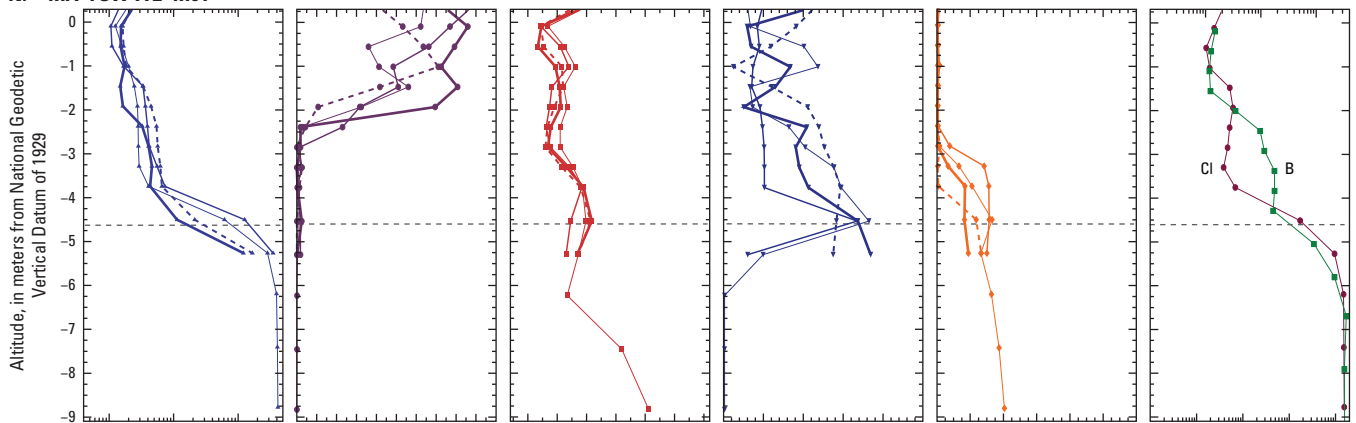 Altitude, in meters from National Geodetic
Vertical Datum of 1929
0
–1
–2
–3
–4
–5
–6
–7
–8
–9
Cl
B